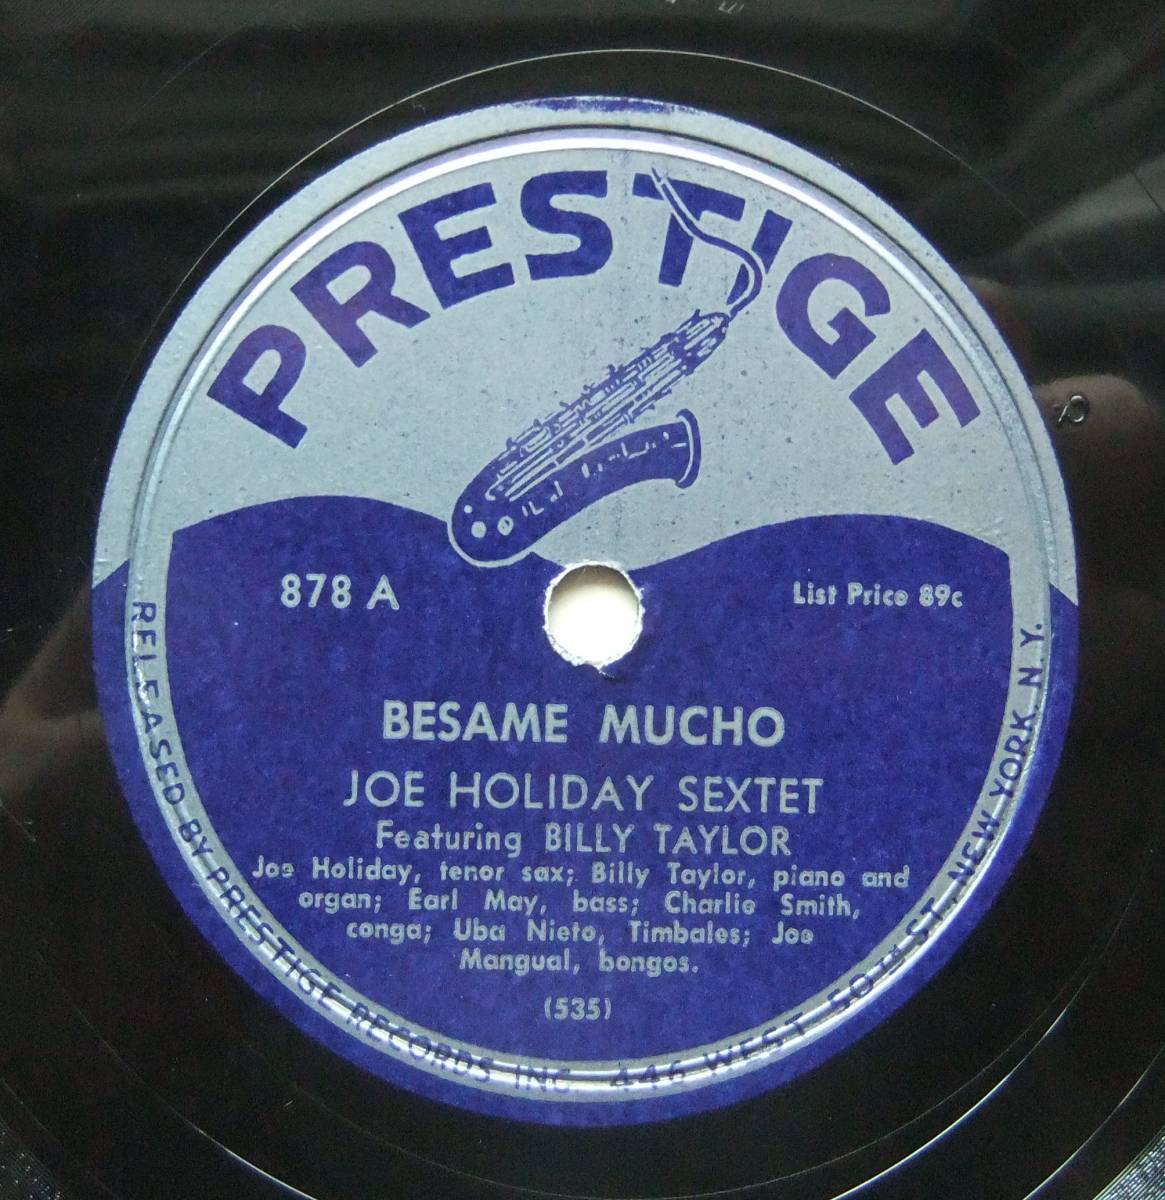 PRESTIGE
878 A
List Price 89c
BESAME MUCHO
JOE HOLIDAY SEXTET
Featuring BILLY TAYLOR
Joe Holiday, tenor sax; Billy Taylor, piano and
organ; Earl May, bass; Charlie Smith,
conga; Uba Nieto, Timbales; Joe
Mangual, bongos.
(535)
RELEASED BY PRESTIGE RECORDS INC. 446 WEST 50TH ST. NEW YORK, N.Y.